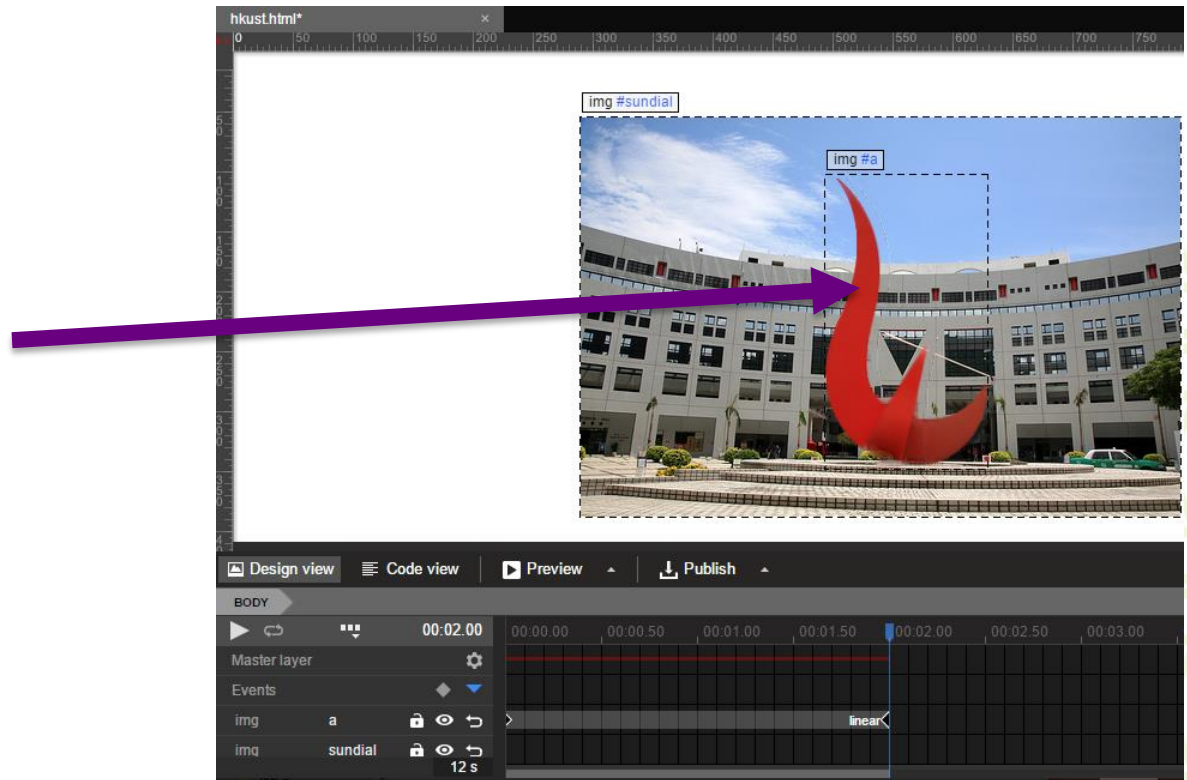 hkust.html* ×
0 50 100 150 200 250 300 350 400 450 500 550 600 650 700 750
img #sundial
img #a
Design view Code view Preview Publish
BODY
00:02.00 00:00.00 00:00.50 00:01.00 00:01.50 00:02.00 00:02.50 00:03.00
Master layer
Events
img a linear
img sundial
12 s